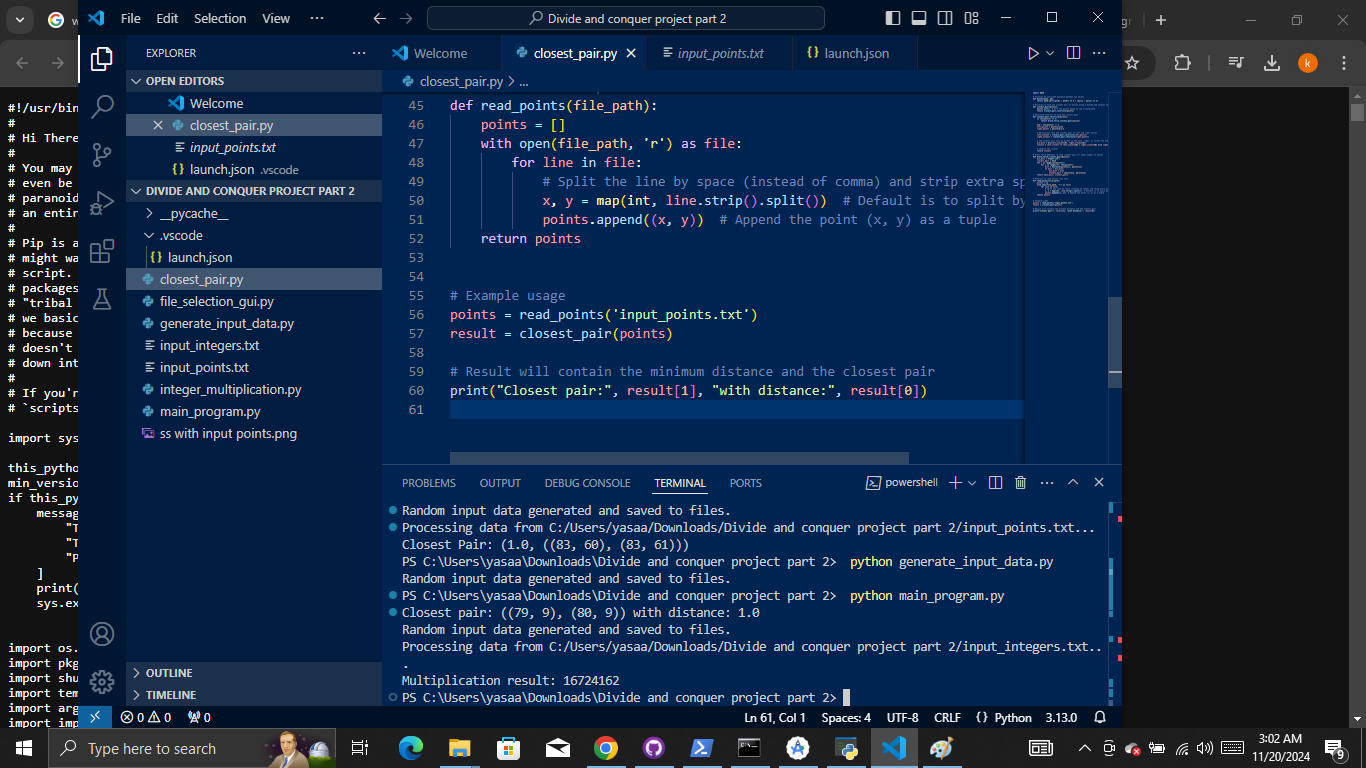 File Edit Selection View ··· Divide and conquer project part 2
EXPLORER ···
Welcome closest_pair.py input_points.txt launch.json
OPEN EDITORS
Welcome
closest_pair.py
input_points.txt
launch.json .vscode
DIVIDE AND CONQUER PROJECT PART 2
__pycache__
.vscode
launch.json
closest_pair.py
file_selection_gui.py
generate_input_data.py
input_integers.txt
input_points.txt
integer_multiplication.py
main_program.py
ss with input points.png
OUTLINE
TIMELINE
closest_pair.py > ...
45 def read_points(file_path):
46 points = []
47 with open(file_path, 'r') as file:
48 for line in file:
49 # Split the line by space (instead of comma) and strip extra sp
50 x, y = map(int, line.strip().split())  # Default is to split by
51 points.append((x, y))  # Append the point (x, y) as a tuple
52 return points
53
54
55 # Example usage
56 points = read_points('input_points.txt')
57 result = closest_pair(points)
58
59 # Result will contain the minimum distance and the closest pair
60 print("Closest pair:", result[1], "with distance:", result[0])
61
PROBLEMS OUTPUT DEBUG CONSOLE TERMINAL PORTS powershell
Random input data generated and saved to files.
Processing data from C:/Users/yasaa/Downloads/Divide and conquer project part 2/input_points.txt...
Closest Pair: (1.0, ((83, 60), (83, 61)))
PS C:\Users\yasaa\Downloads\Divide and conquer project part 2>  python generate_input_data.py
Random input data generated and saved to files.
PS C:\Users\yasaa\Downloads\Divide and conquer project part 2>  python main_program.py
Closest pair: ((79, 9), (80, 9)) with distance: 1.0
Random input data generated and saved to files.
Processing data from C:/Users/yasaa/Downloads/Divide and conquer project part 2/input_integers.txt..
.
Multiplication result: 16724162
PS C:\Users\yasaa\Downloads\Divide and conquer project part 2>
0 0 0 Ln 61, Col 1 Spaces: 4 UTF-8 CRLF {} Python 3.13.0
#!/usr/bin
#
# Hi There
#
# You may
# even be
# paranoid
# an entir
#
# Pip is a
# might wa
# script.
# packages
# "tribal
# we basic
# because
# doesn't
# down int
#
# If you'r
# `scripts
import sys
this_pytho
min_versio
if this_py
messag
"T
"T
"P
]
print(
sys.ex
import os.
import pkg
import shu
import tem
import arg
import imp
k
Type here to search
3:02 AM
11/20/2024
9